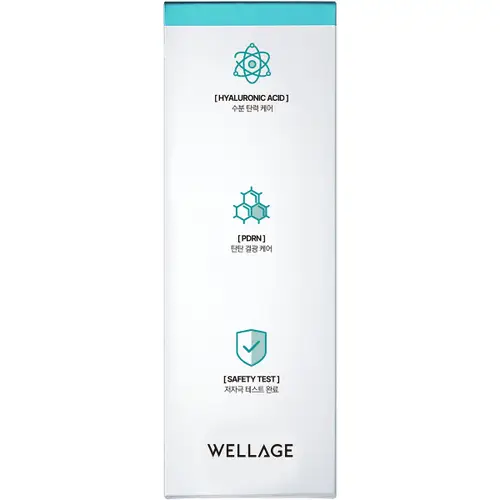 [ HYALURONIC ACID ]
수분 탄력 케어
[ PDRN ]
탄탄 결광 케어
[ SAFETY TEST ]
저자극 테스트 완료
WELLAGE